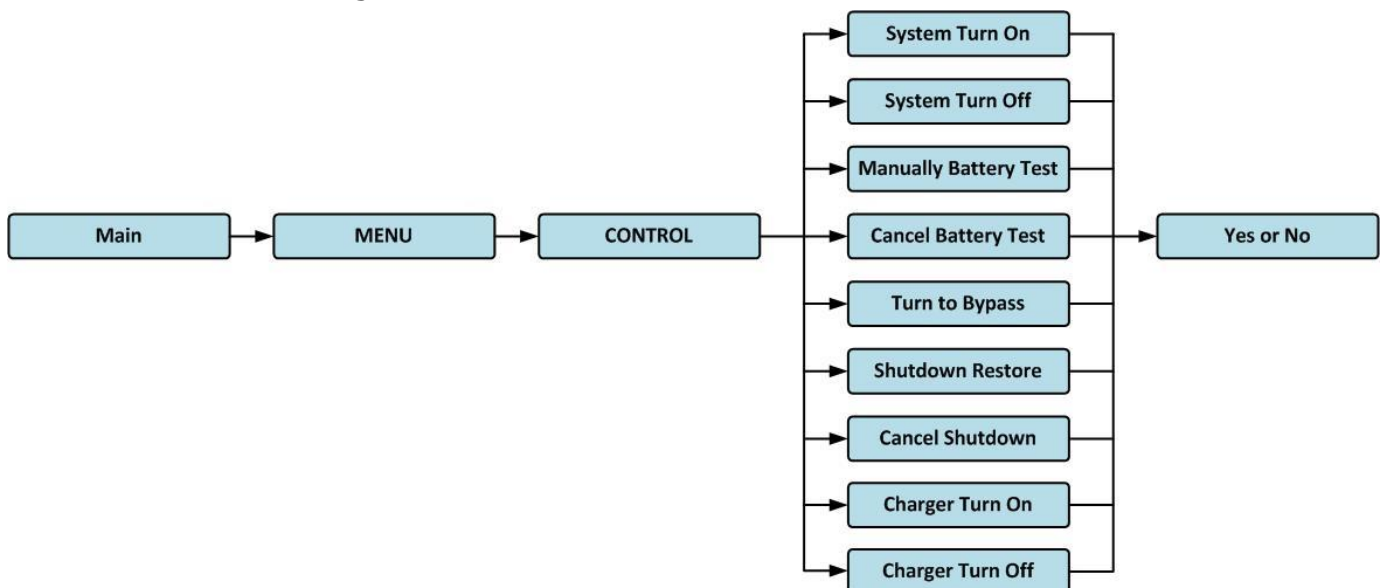 System Turn On
System Turn Off
Manually Battery Test
Main
MENU
CONTROL
Cancel Battery Test
Yes or No
Turn to Bypass
Shutdown Restore
Cancel Shutdown
Charger Turn On
Charger Turn Off